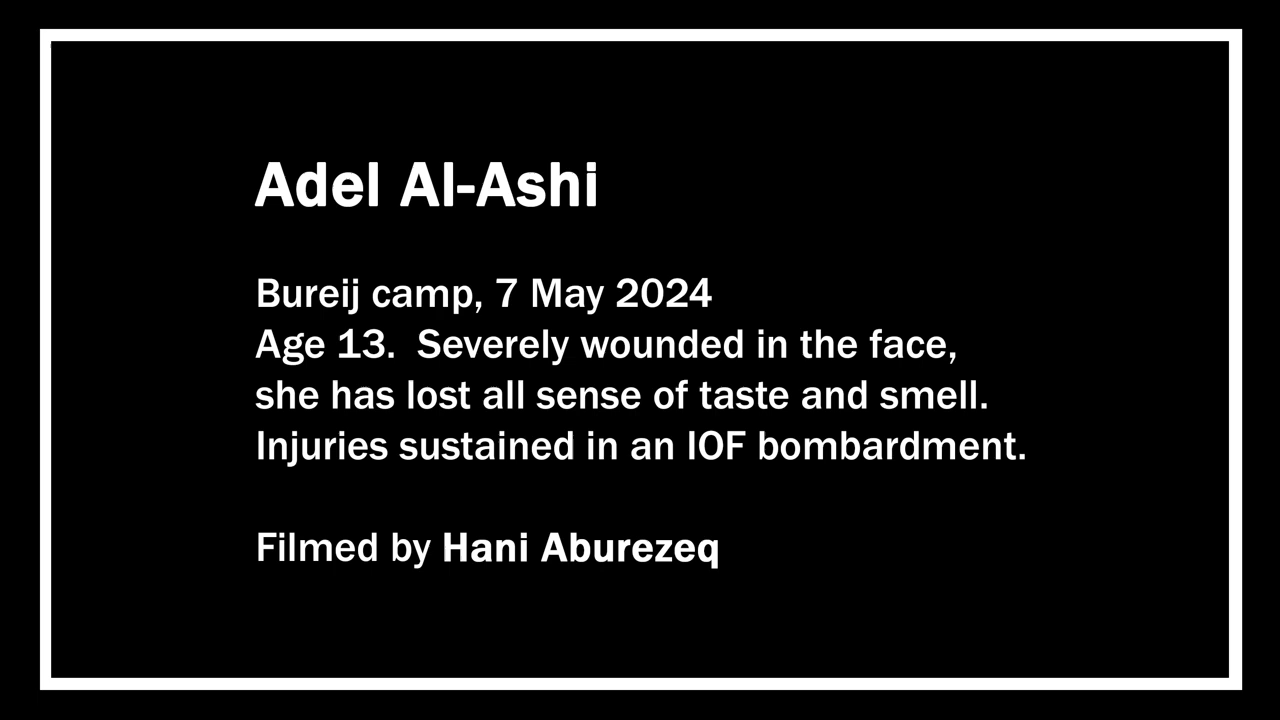 Adel Al-Ashi
Bureij camp, 7 May 2024
Age 13.  Severely wounded in the face,
she has lost all sense of taste and smell.
Injuries sustained in an IOF bombardment.
Filmed by Hani Aburezeq